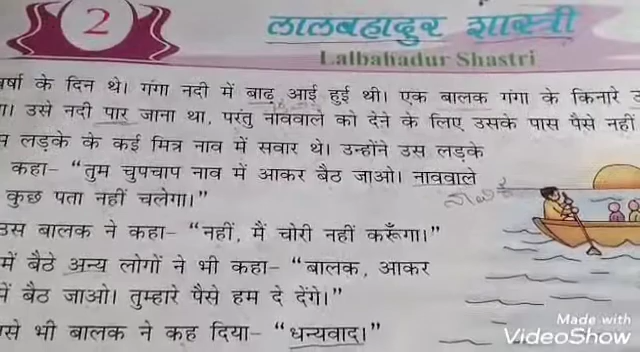 2
लालबहादुर शास्त्री
Lalbahadur Shastri
वर्षा के दिन थे। गंगा नदी में बाढ़ आई हुई थी। एक बालक गंगा के किनारे
उसे नदी पार जाना था, परंतु नाववाले को देने के लिए उसके पास पैसे नहीं
लड़के के कई मित्र नाव में सवार थे। उन्होंने उस लड़के
कहा- “तुम चुपचाप नाव में आकर बैठ जाओ। नाववाले
कुछ पता नहीं चलेगा।”
उस बालक ने कहा- “नहीं, मैं चोरी नहीं करूँगा।”
में बैठे अन्य लोगों ने भी कहा- “बालक, आकर
में बैठ जाओ। तुम्हारे पैसे हम दे देंगे।”
भी बालक ने कह दिया- “धन्यवाद।”
Made with
VideoShow